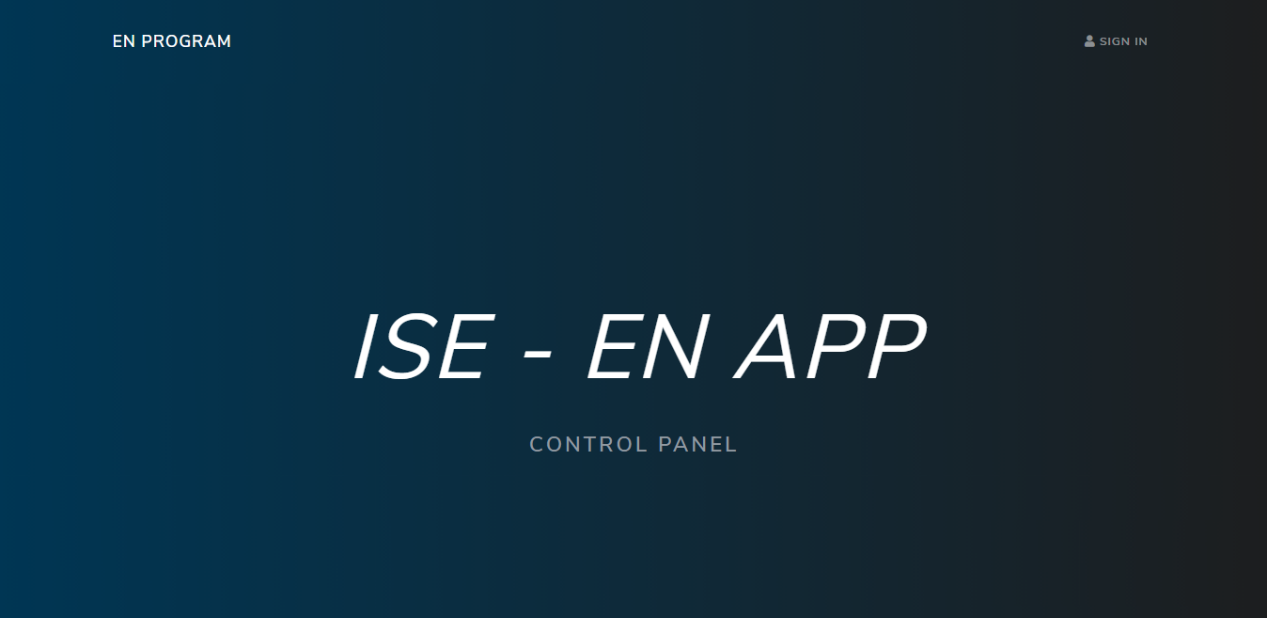 EN PROGRAM
SIGN IN
ISE - EN APP
CONTROL PANEL